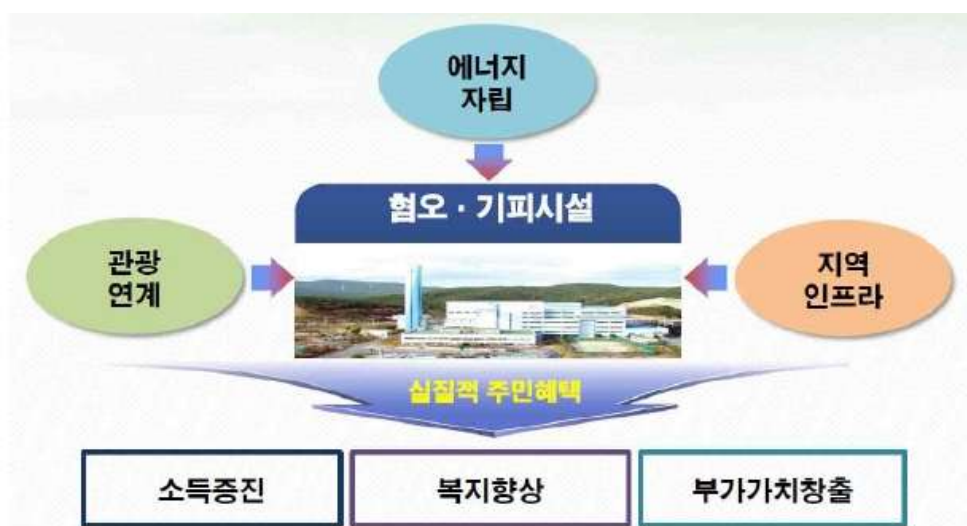 에너지
자립
혐오 · 기피시설
관광
연계
지역
인프라
실질적 주민혜택
소득증진
복지향상
부가가치창출